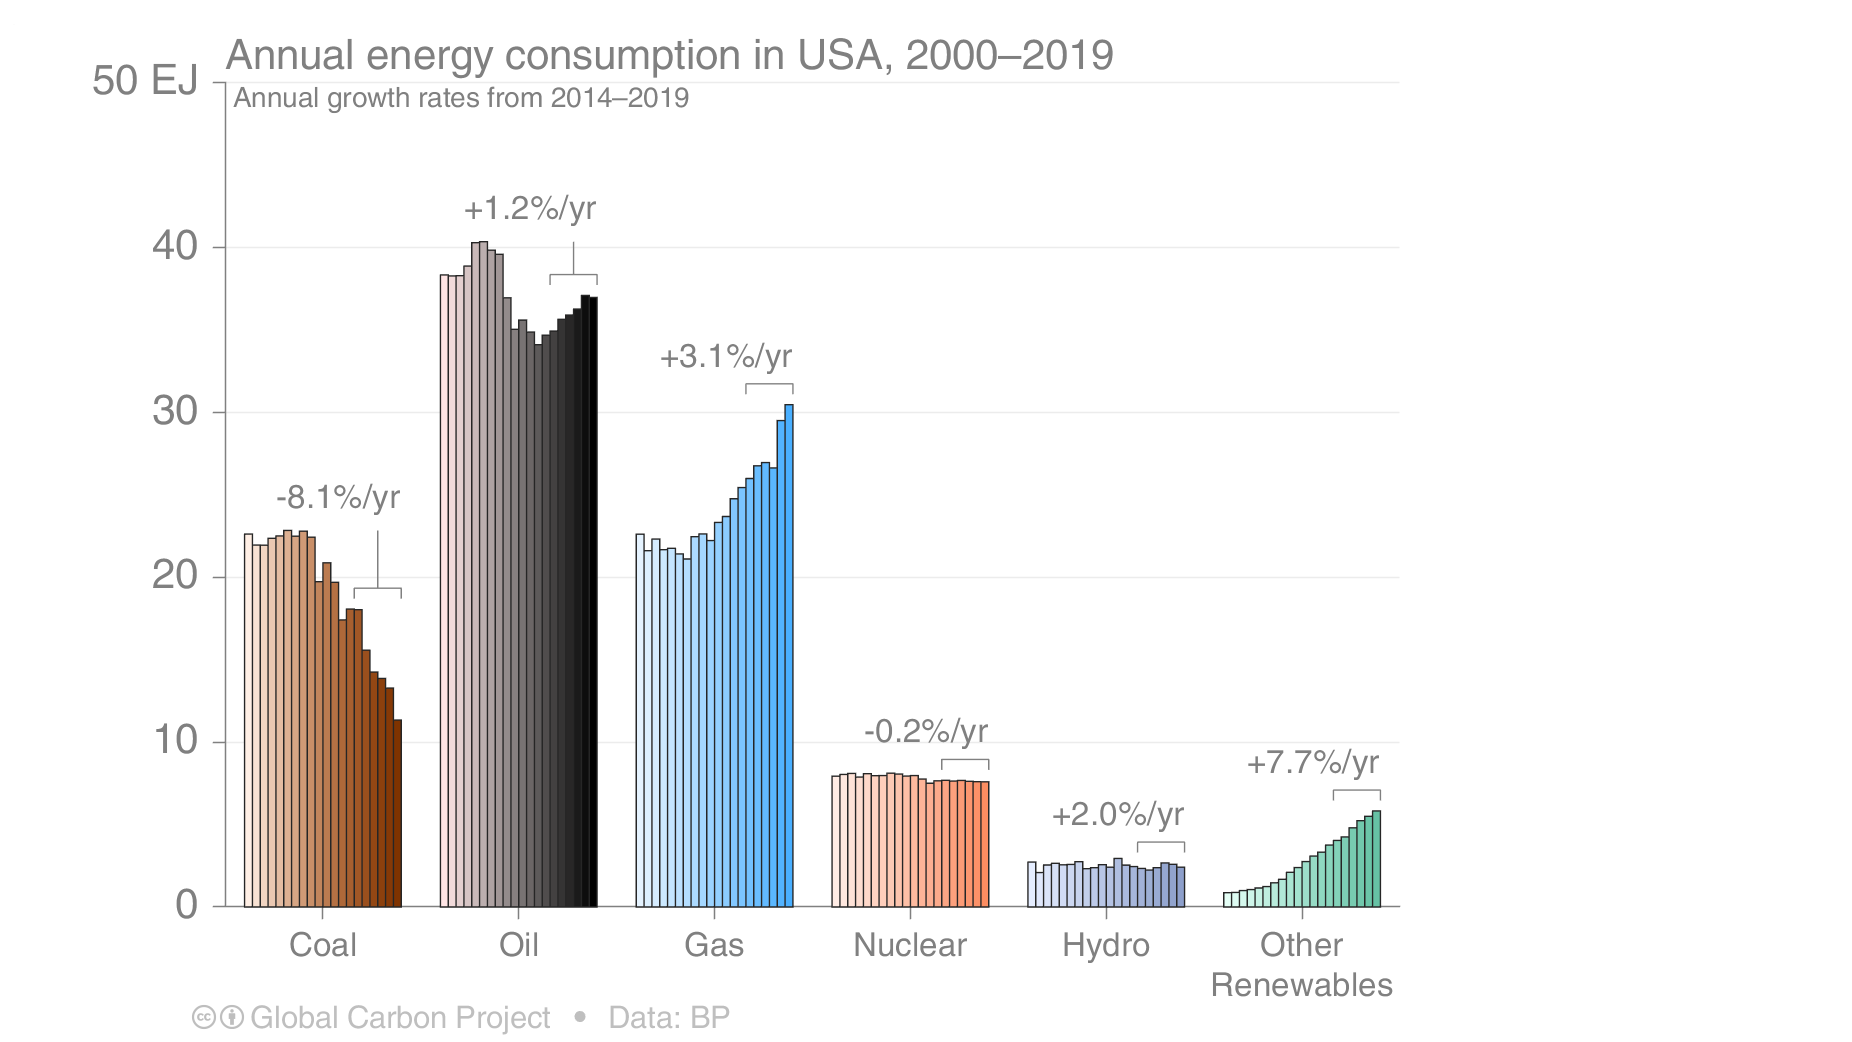 Annual energy consumption in USA, 2000–2019
50 EJ
Annual growth rates from 2014–2019
40
30
20
10
0
-8.1%/yr
+1.2%/yr
+3.1%/yr
-0.2%/yr
+2.0%/yr
+7.7%/yr
Coal
Oil
Gas
Nuclear
Hydro
Other
Renewables
cc Global Carbon Project • Data: BP